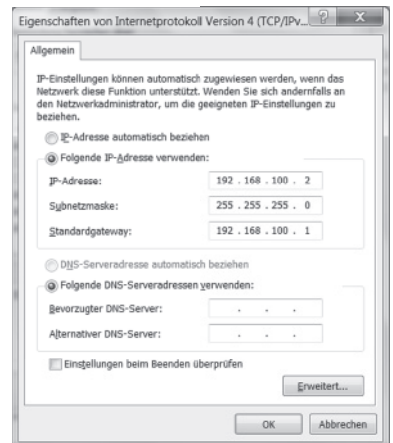 Eigenschaften von Internetprotokoll Version 4 (TCP/IPv...
Allgemein
IP-Einstellungen können automatisch zugewiesen werden, wenn das
Netzwerk diese Funktion unterstützt. Wenden Sie sich andernfalls an
den Netzwerkadministrator, um die geeigneten IP-Einstellungen zu
beziehen.
IP-Adresse automatisch beziehen
Folgende IP-Adresse verwenden:
IP-Adresse: 192 . 168 . 100 . 2
Subnetzmaske: 255 . 255 . 255 . 0
Standardgateway: 192 . 168 . 100 . 1
DNS-Serveradresse automatisch beziehen
Folgende DNS-Serveradressen verwenden:
Bevorzugter DNS-Server: . . .
Alternativer DNS-Server: . . .
Einstellungen beim Beenden überprüfen
Erweitert...
OK Abbrechen